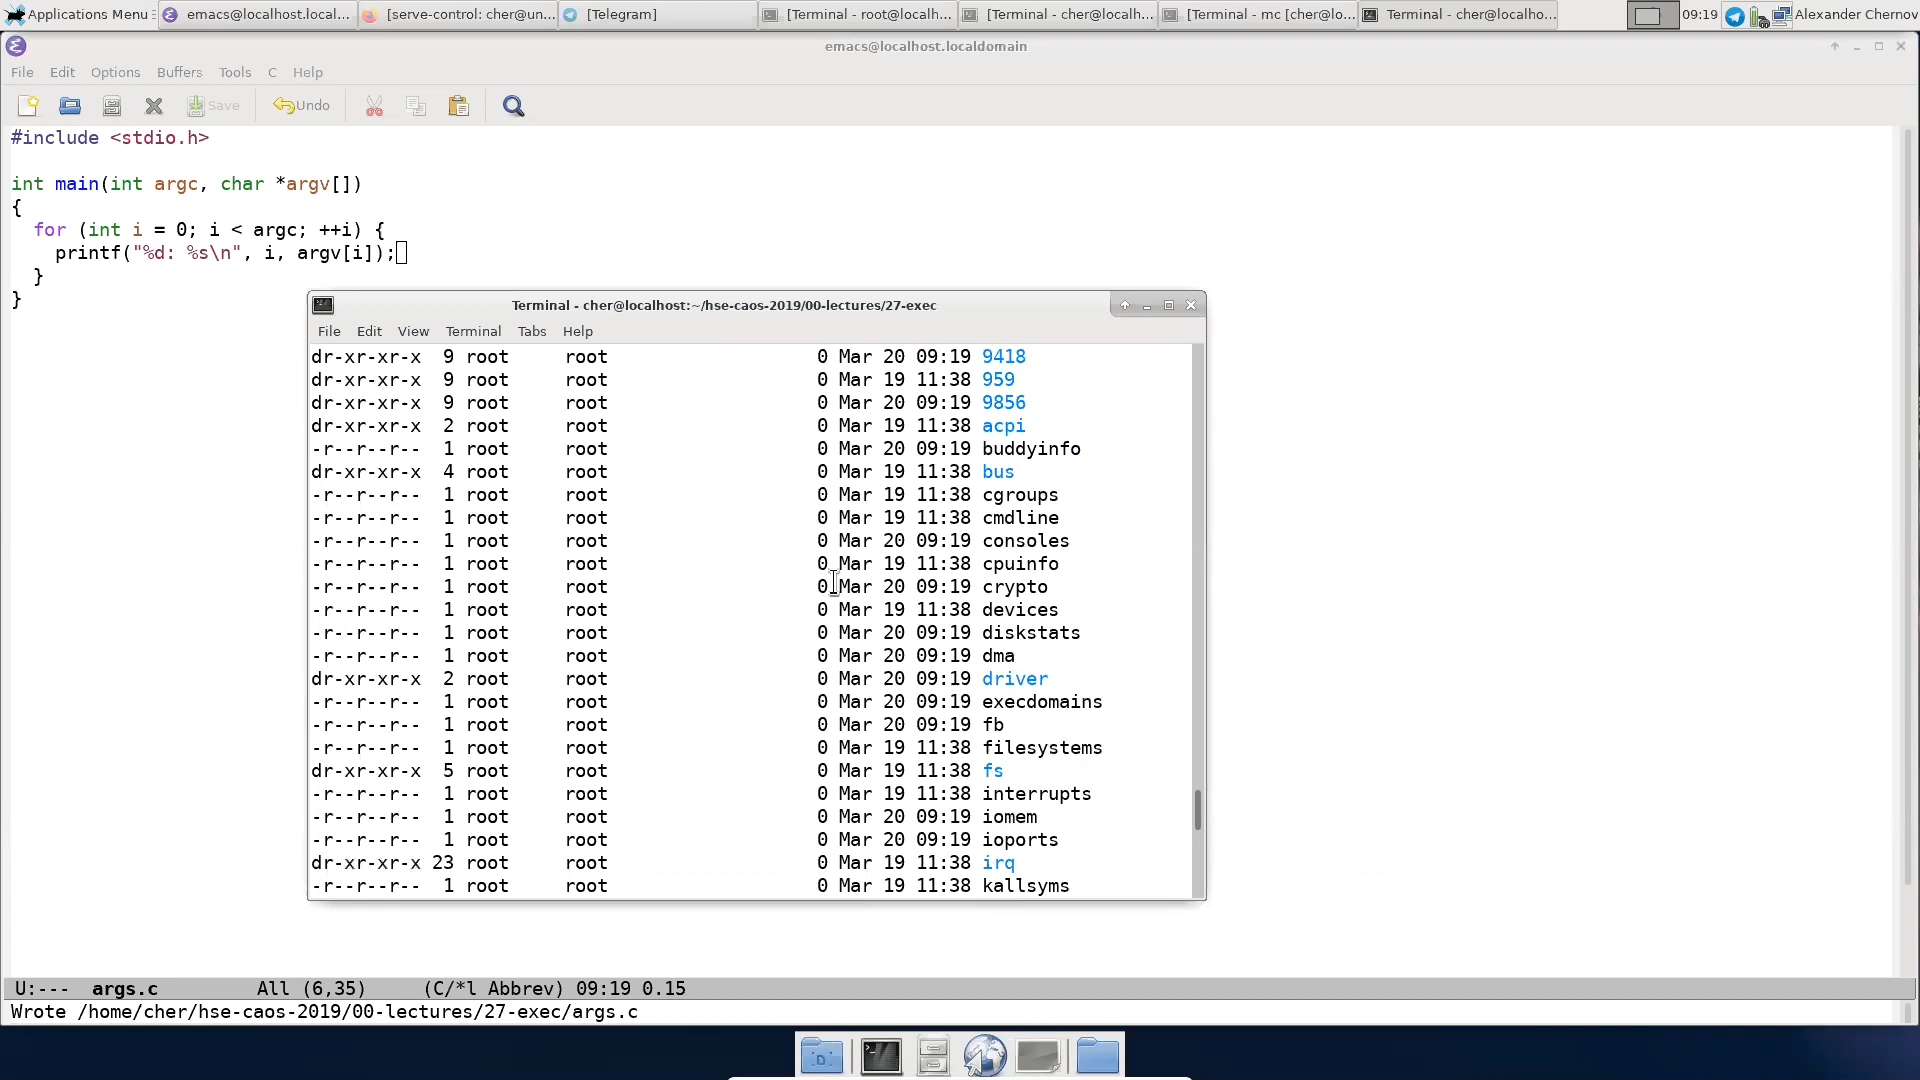 Applications Menu
emacs@localhost.local...
[serve-control: cher@un...
[Telegram]
[Terminal - root@localh...
[Terminal - cher@localh...
[Terminal - mc [cher@lo...
Terminal - cher@localho...
09:19
Alexander Chernov
emacs@localhost.localdomain
File Edit Options Buffers Tools C Help
Save Undo
#include <stdio.h>
int main(int argc, char *argv[])
{
for (int i = 0; i < argc; ++i) {
printf("%d: %s\n", i, argv[i]);
}
}
Terminal - cher@localhost:~/hse-caos-2019/00-lectures/27-exec
File Edit View Terminal Tabs Help
dr-xr-xr-x 9 root root 0 Mar 20 09:19 9418
dr-xr-xr-x 9 root root 0 Mar 19 11:38 959
dr-xr-xr-x 9 root root 0 Mar 20 09:19 9856
dr-xr-xr-x 2 root root 0 Mar 19 11:38 acpi
-r--r--r-- 1 root root 0 Mar 20 09:19 buddyinfo
dr-xr-xr-x 4 root root 0 Mar 19 11:38 bus
-r--r--r-- 1 root root 0 Mar 19 11:38 cgroups
-r--r--r-- 1 root root 0 Mar 19 11:38 cmdline
-r--r--r-- 1 root root 0 Mar 20 09:19 consoles
-r--r--r-- 1 root root 0 Mar 19 11:38 cpuinfo
-r--r--r-- 1 root root 0 Mar 20 09:19 crypto
-r--r--r-- 1 root root 0 Mar 19 11:38 devices
-r--r--r-- 1 root root 0 Mar 20 09:19 diskstats
-r--r--r-- 1 root root 0 Mar 20 09:19 dma
dr-xr-xr-x 2 root root 0 Mar 20 09:19 driver
-r--r--r-- 1 root root 0 Mar 20 09:19 execdomains
-r--r--r-- 1 root root 0 Mar 20 09:19 fb
-r--r--r-- 1 root root 0 Mar 19 11:38 filesystems
dr-xr-xr-x 5 root root 0 Mar 19 11:38 fs
-r--r--r-- 1 root root 0 Mar 19 11:38 interrupts
-r--r--r-- 1 root root 0 Mar 20 09:19 iomem
-r--r--r-- 1 root root 0 Mar 20 09:19 ioports
dr-xr-xr-x 23 root root 0 Mar 19 11:38 irq
-r--r--r-- 1 root root 0 Mar 19 11:38 kallsyms
U:--- args.c All (6,35) (C/*l Abbrev) 09:19 0.15
Wrote /home/cher/hse-caos-2019/00-lectures/27-exec/args.c